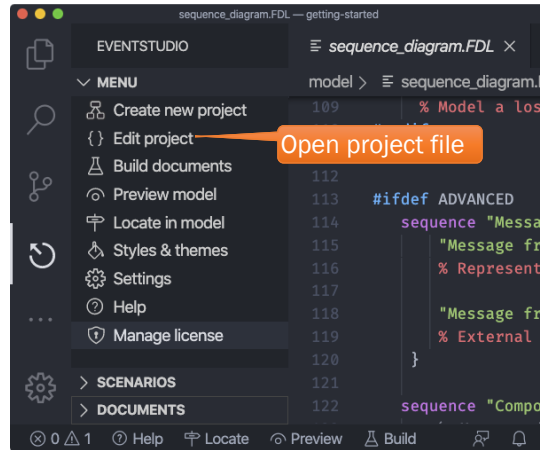 sequence_diagram.FDL — getting-started
EVENTSTUDIO
sequence_diagram.FDL
MENU
model > sequence_diagram.
Create new project
Edit project
Open project file
Build documents
Preview model
Locate in model
Styles & themes
Settings
Help
Manage license
SCENARIOS
DOCUMENTS
109 % Model a los
112
113 #ifdef ADVANCED
114 sequence "Messa
115 "Message fr
116 % Represent
117
118 "Message fr
119 % External
120 }
121
122 sequence "Compo
0 1 Help Locate Preview Build